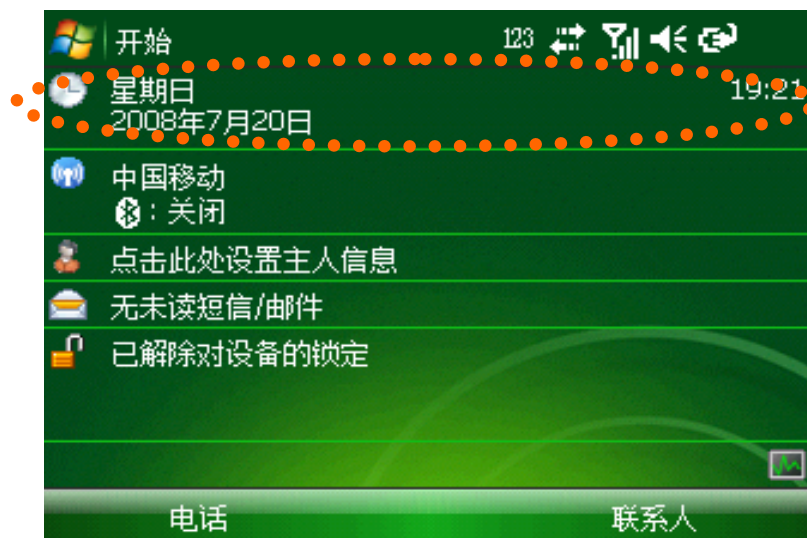 开始 123
星期日 19:21
2008年7月20日
中国移动
: 关闭
点击此处设置主人信息
无未读短信/邮件
已解除对设备的锁定
电话 联系人